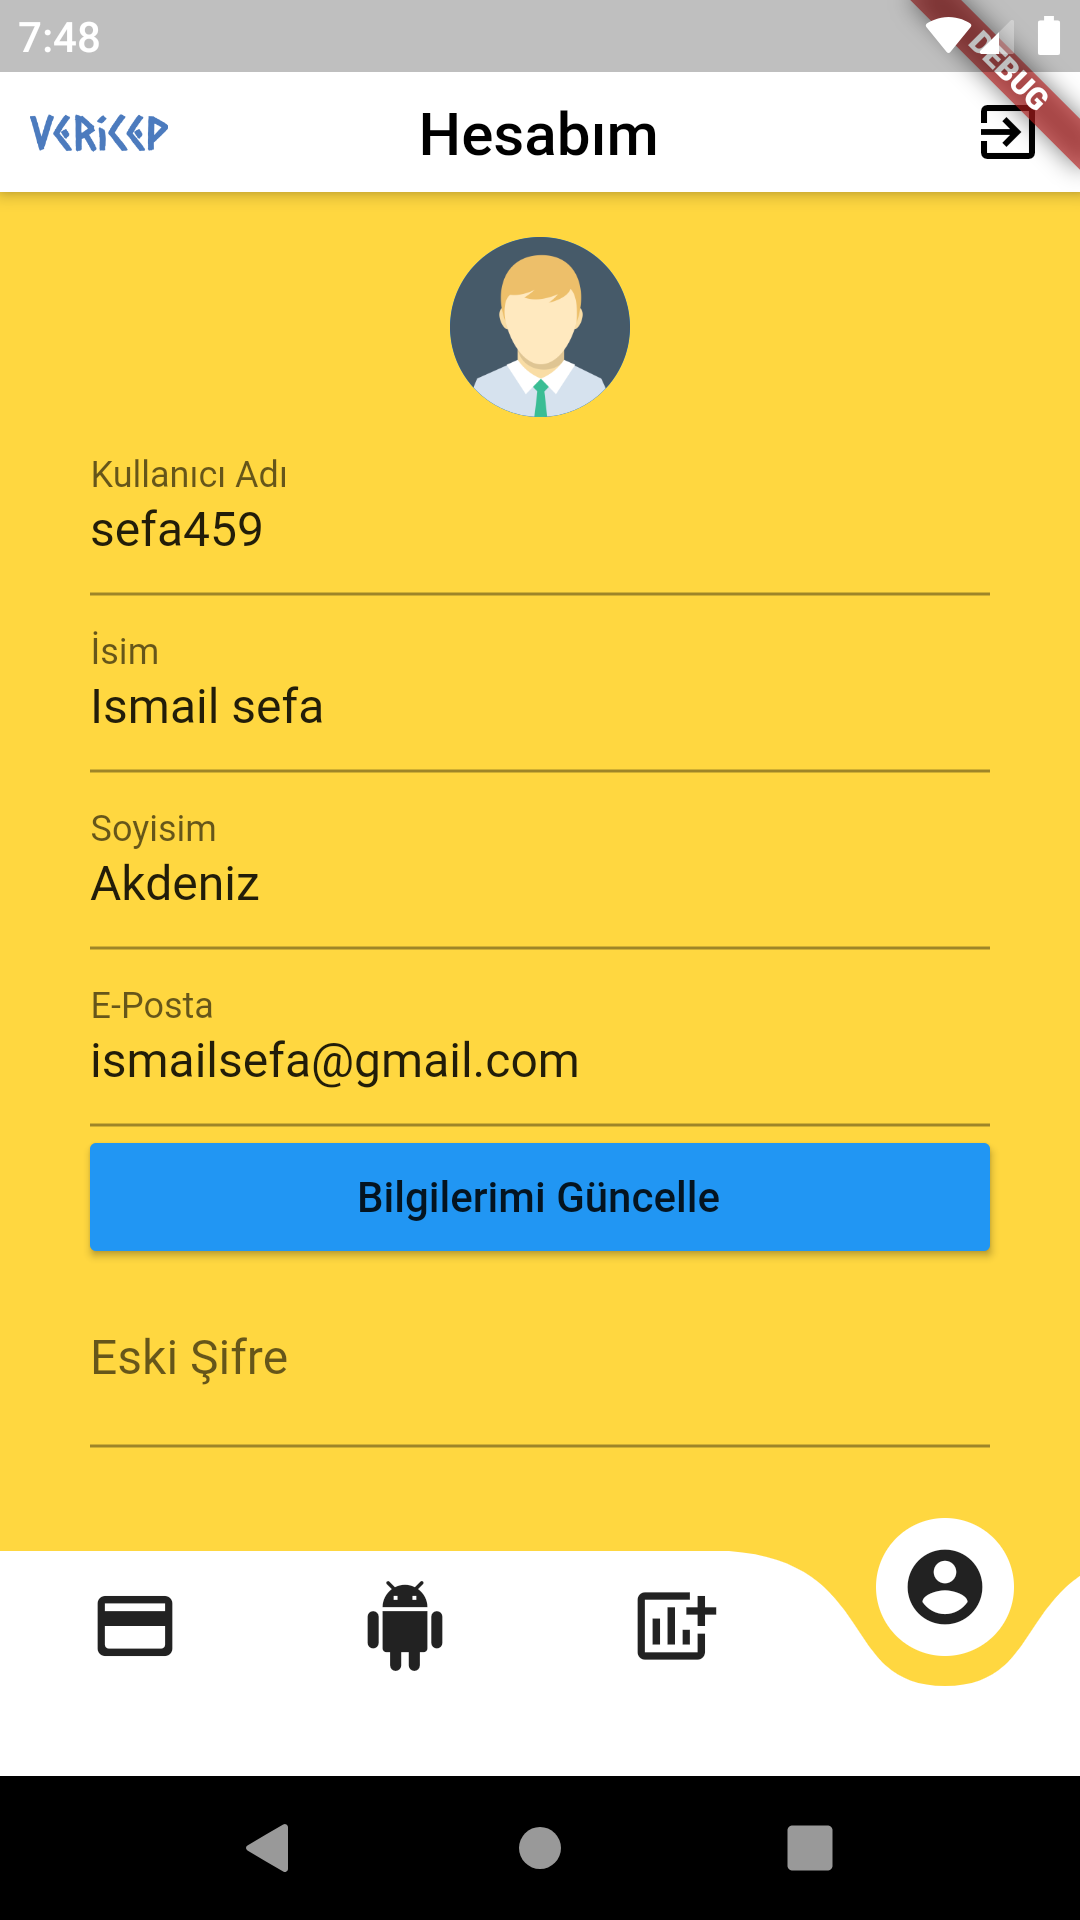 7:48
DEBUG
VERiCEP
Hesabım
Kullanıcı Adı
sefa459
İsim
Ismail sefa
Soyisim
Akdeniz
E-Posta
ismailsefa@gmail.com
Bilgilerimi Güncelle
Eski Şifre